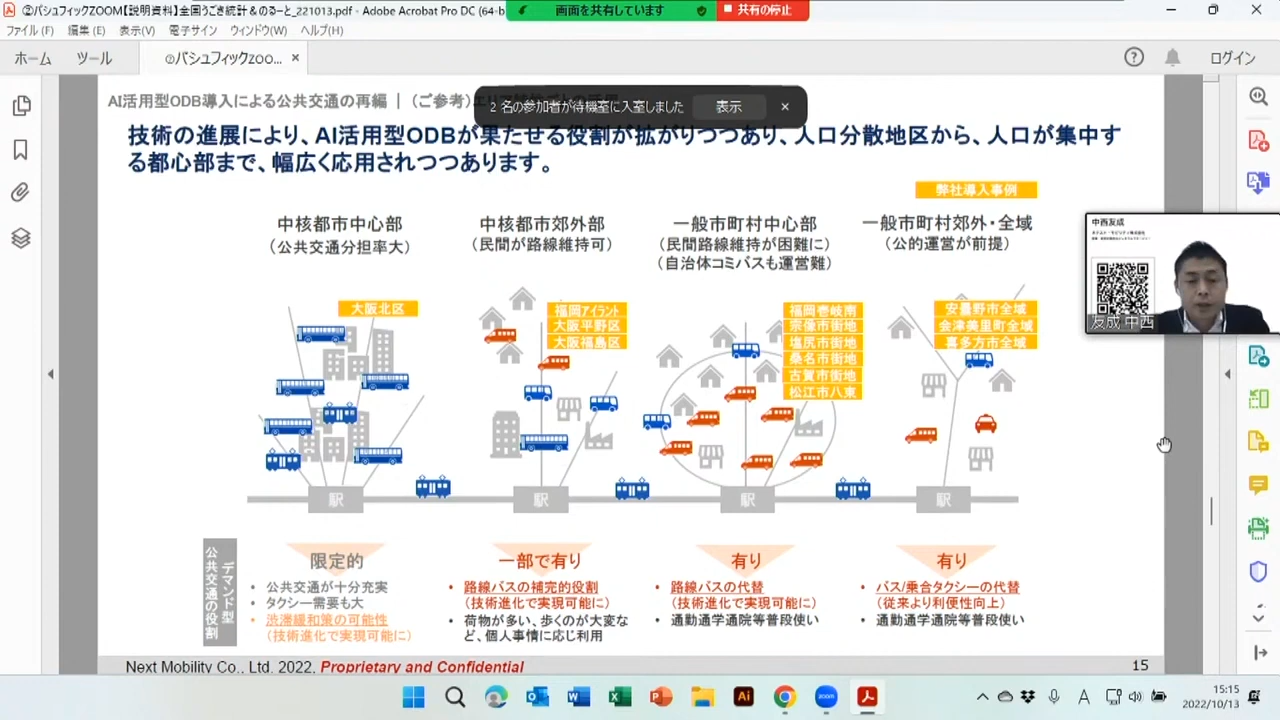 ②パシュフィックZOOM【説明資料】全国うごき統計＆のるーと_221013.pdf - Adobe Acrobat Pro DC (64-b
画面を共有しています
共有の停止
ファイル(F) 編集(E) 表示(V) 電子サイン ウィンドウ(W) ヘルプ(H)
ホーム ツール ②パシュフィックZOO... × ログイン
AI活用型ODB導入による公共交通の再編｜（ご参考）
2 名の参加者が待機室に入室しました 表示 ×
技術の進展により、AI活用型ODBが果たせる役割が拡がりつつあり、人口分散地区から、人口が集中す
る都心部まで、幅広く応用されつつあります。
弊社導入事例
中核都市中心部
（公共交通分担率大）
中核都市郊外部
（民間が路線維持可）
一般市町村中心部
（民間路線維持が困難に）
（自治体コミバスも運営難）
一般市町村郊外・全域
（公的運営が前提）
中西友成
友成 中西
大阪北区
福岡アイランド
大阪平野区
大阪福島区
福岡壱岐南
宗像市街地
塩尻市街地
桑名市街地
古賀市街地
松江市八束
安曇野市全域
会津美里町全域
喜多方市全域
駅 駅 駅 駅
デマンド型
公共交通の役割
限定的
• 公共交通が十分充実
• タクシー需要も大
• 渋滞緩和策の可能性
（技術進化で実現可能に）
一部で有り
• 路線バスの補完的役割
（技術進化で実現可能に）
• 荷物が多い、歩くのが大変な
ど、個人事情に応じ利用
有り
• 路線バスの代替
（技術進化で実現可能に）
• 通勤通学通院等普段使い
有り
• バス/乗合タクシーの代替
（従来より利便性向上）
• 通勤通学通院等普段使い
Next Mobility Co., Ltd. 2022. Proprietary and Confidential
15
zoom
A
15:15
2022/10/13